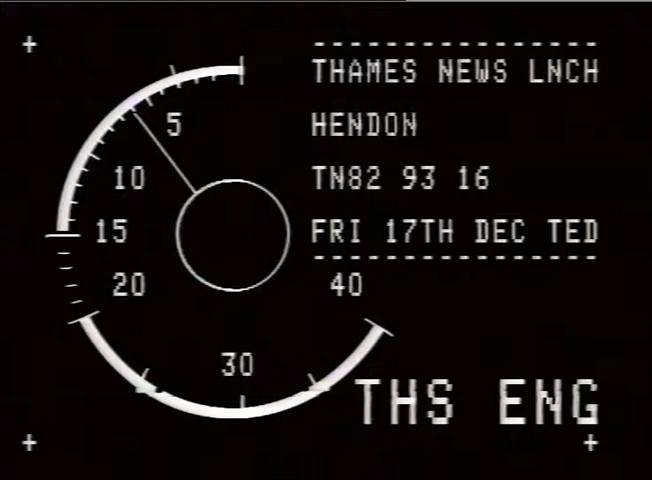 THAMES NEWS LNCH
HENDON
TN82 93 16
FRI 17TH DEC TED
5
10
15
20
30
40
THS ENG